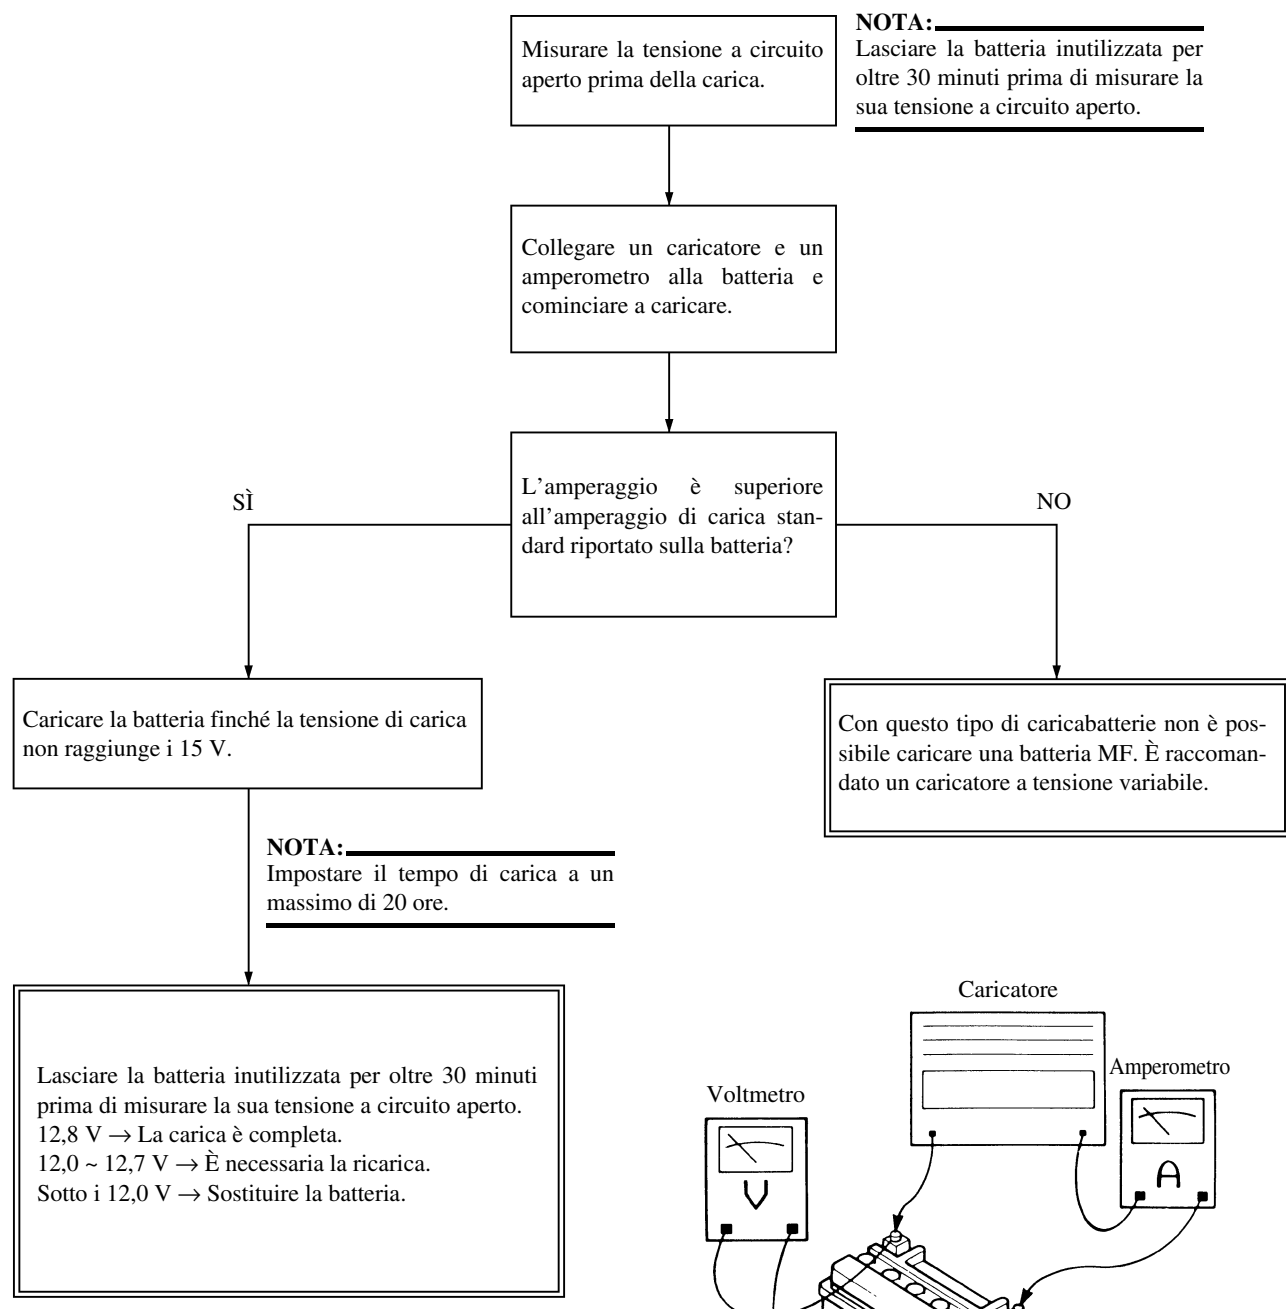 Misurare la tensione a circuito
aperto prima della carica.
NOTA:
Lasciare la batteria inutilizzata per
oltre 30 minuti prima di misurare la
sua tensione a circuito aperto.
Collegare un caricatore e un
amperometro alla batteria e
cominciare a caricare.
L’amperaggio è superiore
all’amperaggio di carica stan-
dard riportato sulla batteria?
SÌ
NO
Caricare la batteria finché la tensione di carica
non raggiunge i 15 V.
Con questo tipo di caricabatterie non è pos-
sibile caricare una batteria MF. È raccoman-
dato un caricatore a tensione variabile.
NOTA:
Impostare il tempo di carica a un
massimo di 20 ore.
Lasciare la batteria inutilizzata per oltre 30 minuti
prima di misurare la sua tensione a circuito aperto.
12,8 V → La carica è completa.
12,0 ~ 12,7 V → È necessaria la ricarica.
Sotto i 12,0 V → Sostituire la batteria.
Caricatore
Amperometro
Voltmetro
V
A